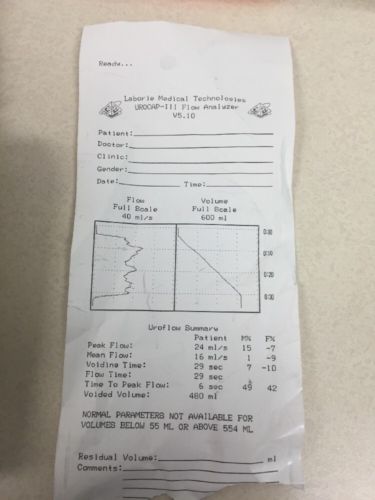 Ready...
Laborie Medical Technologies
UROCAP-III Flow Analyzer
V5.10
Patient:
Doctor:
Clinic:
Gender:
Date: Time:
Flow Volume
Full Scale Full Scale
40 ml/s 600 ml
0:00
0:10
0:20
0:30
Uroflow Summary
Patient M% F%
Peak Flow: 24 ml/s 15 -7
Mean Flow: 16 ml/s 1 -9
Voiding Time: 29 sec 7 -10
Flow Time: 29 sec
Time To Peak Flow: 6 sec 49 42
Voided Volume: 480 ml
NORMAL PARAMETERS NOT AVAILABLE FOR
VOLUMES BELOW 55 ML OR ABOVE 554 ML
Residual Volume: ml
Comments: